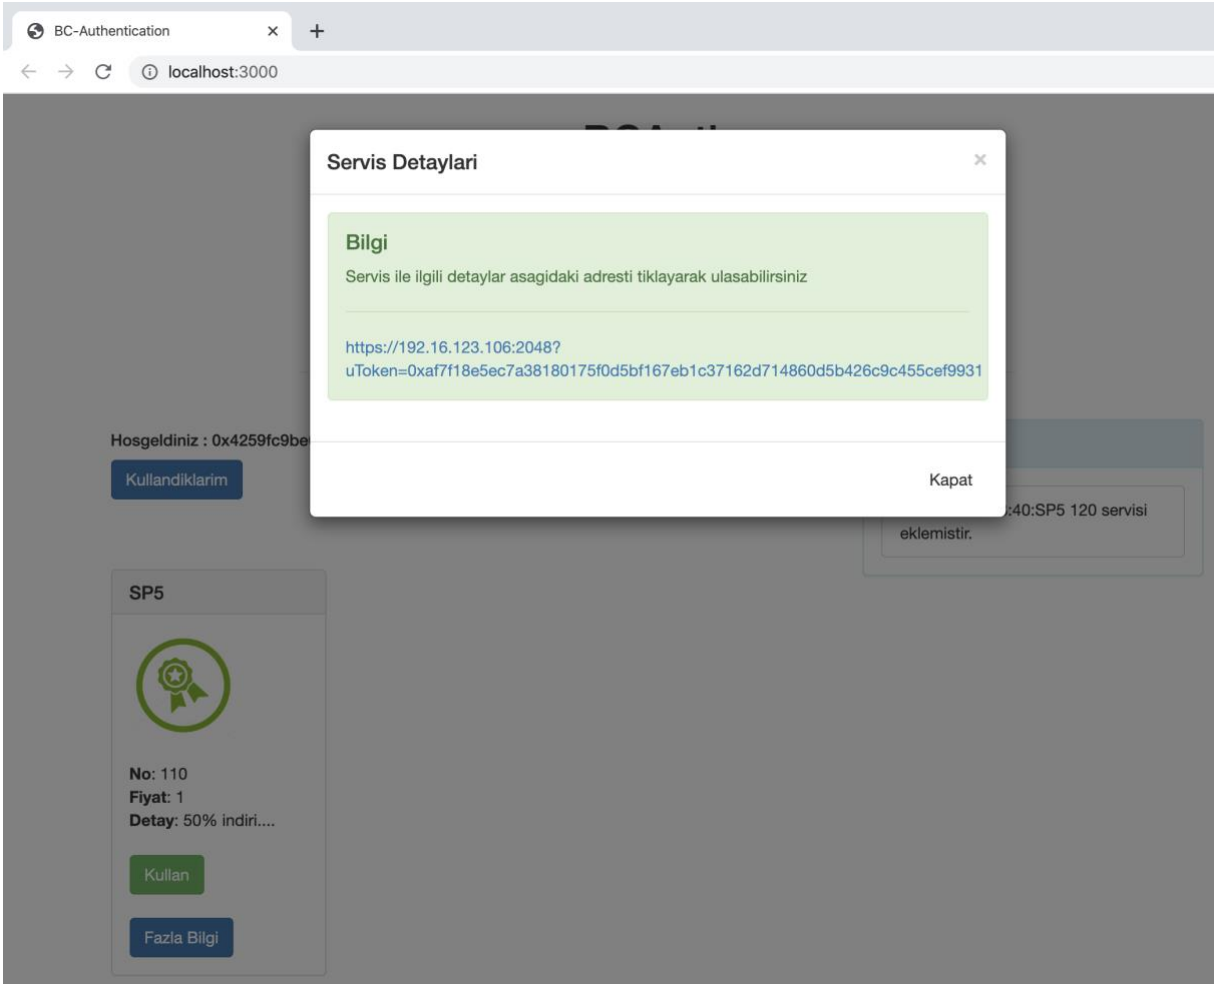 BC-Authentication
localhost:3000
Servis Detaylari
Bilgi
Servis ile ilgili detaylar asagidaki adresti tiklayarak ulasabilirsiniz
https://192.16.123.106:2048?
uToken=0xaf7f18e5ec7a38180175f0d5bf167eb1c37162d714860d5b426c9c455cef9931
Kapat
Hosgeldiniz : 0x4259fc9be
Kullandiklarim
:40:SP5 120 servisi
eklemistir.
SP5
No: 110
Fiyat: 1
Detay: 50% indiri....
Kullan
Fazla Bilgi